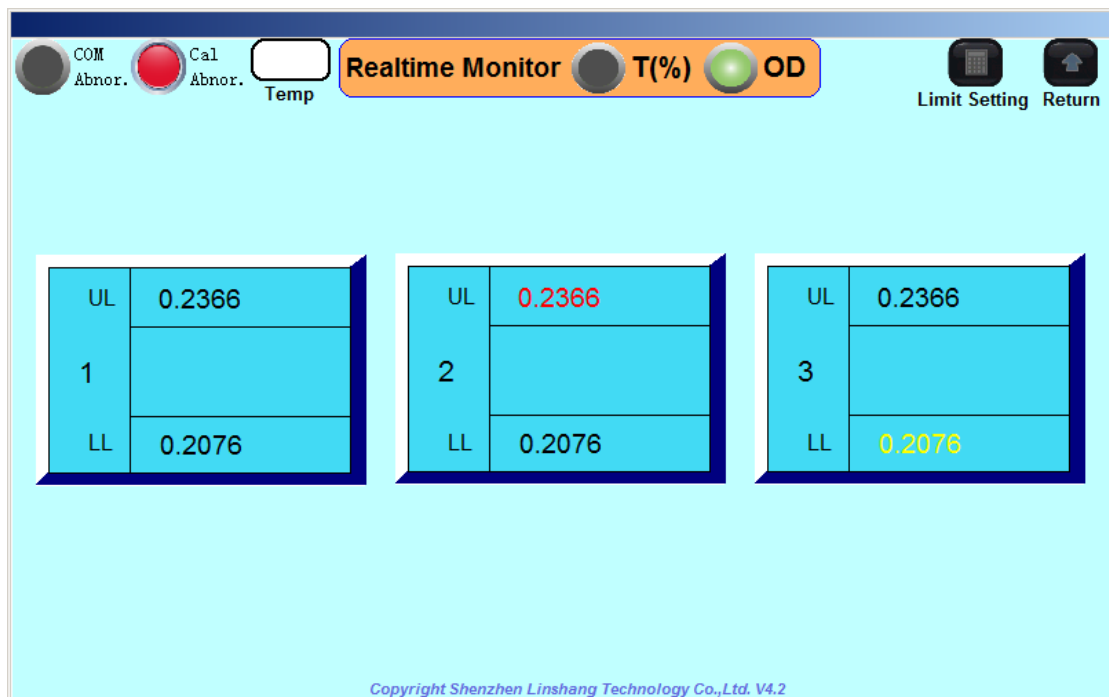 COM
Abnor.
Cal
Abnor.
Temp
Realtime Monitor T(%) OD
Limit Setting Return
UL 0.2366
1
LL 0.2076
UL 0.2366
2
LL 0.2076
UL 0.2366
3
LL 0.2076
Copyright Shenzhen Linshang Technology Co.,Ltd. V4.2